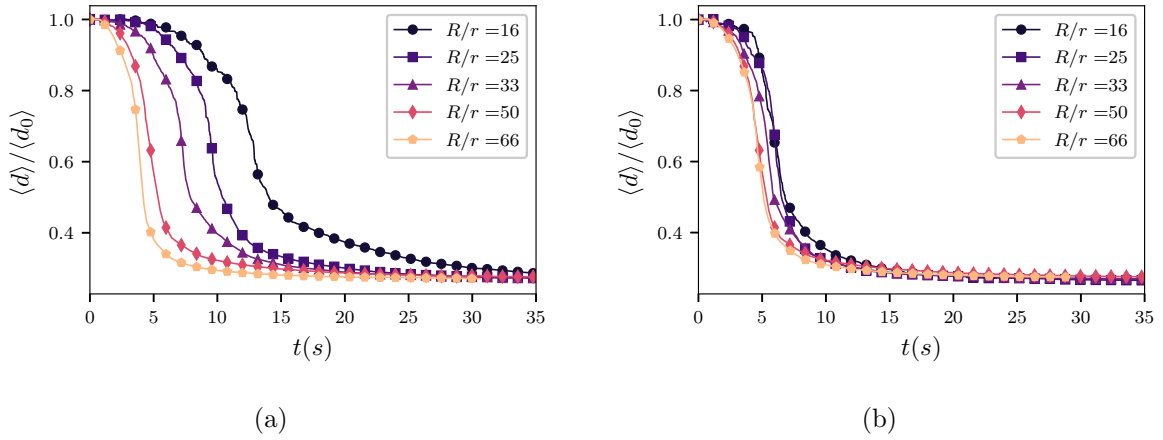 1.0
0.8
0.6
0.4
⟨d⟩/⟨d₀⟩
R/r =16
R/r =25
R/r =33
R/r =50
R/r =66
0 5 10 15 20 25 30 35
t(s)
(a)
1.0
0.8
0.6
0.4
⟨d⟩/⟨d₀⟩
R/r =16
R/r =25
R/r =33
R/r =50
R/r =66
0 5 10 15 20 25 30 35
t(s)
(b)